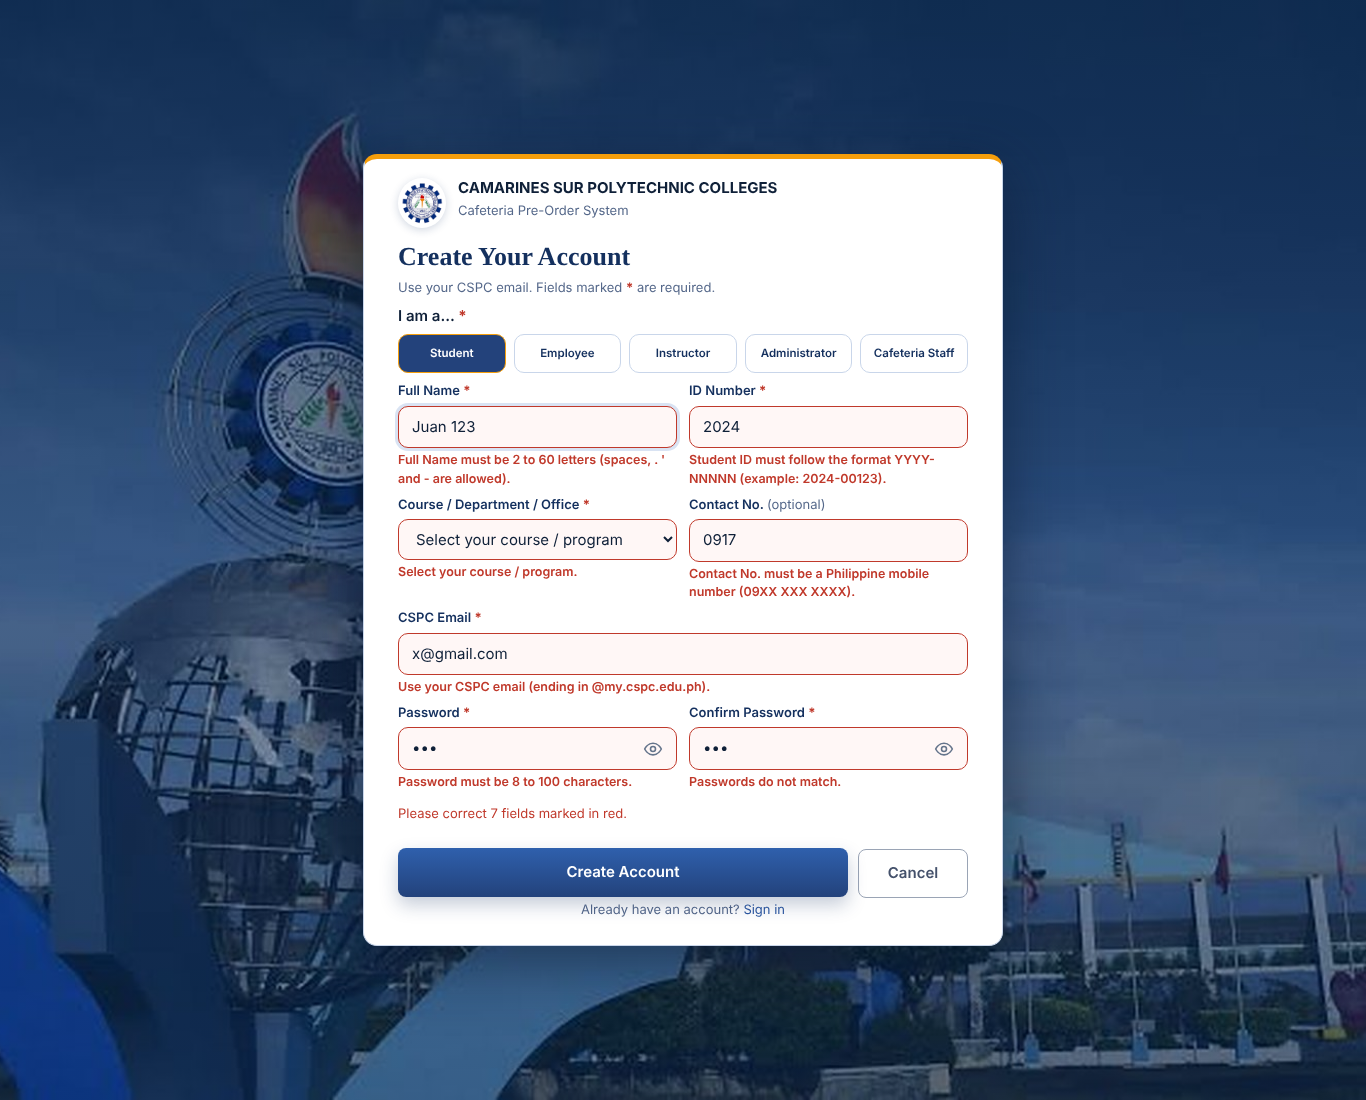 CAMARINES SUR POLYTECHNIC COLLEGES
Cafeteria Pre-Order System
Create Your Account
Use your CSPC email. Fields marked * are required.
I am a... *
Student
Employee
Instructor
Administrator
Cafeteria Staff
Full Name *
Juan 123
Full Name must be 2 to 60 letters (spaces, . '
and - are allowed).
ID Number *
2024
Student ID must follow the format YYYY-
NNNNN (example: 2024-00123).
Course / Department / Office *
Select your course / program
Select your course / program.
Contact No. (optional)
0917
Contact No. must be a Philippine mobile
number (09XX XXX XXXX).
CSPC Email *
x@gmail.com
Use your CSPC email (ending in @my.cspc.edu.ph).
Password *
•••
Password must be 8 to 100 characters.
Confirm Password *
•••
Passwords do not match.
Please correct 7 fields marked in red.
Create Account
Cancel
Already have an account? Sign in